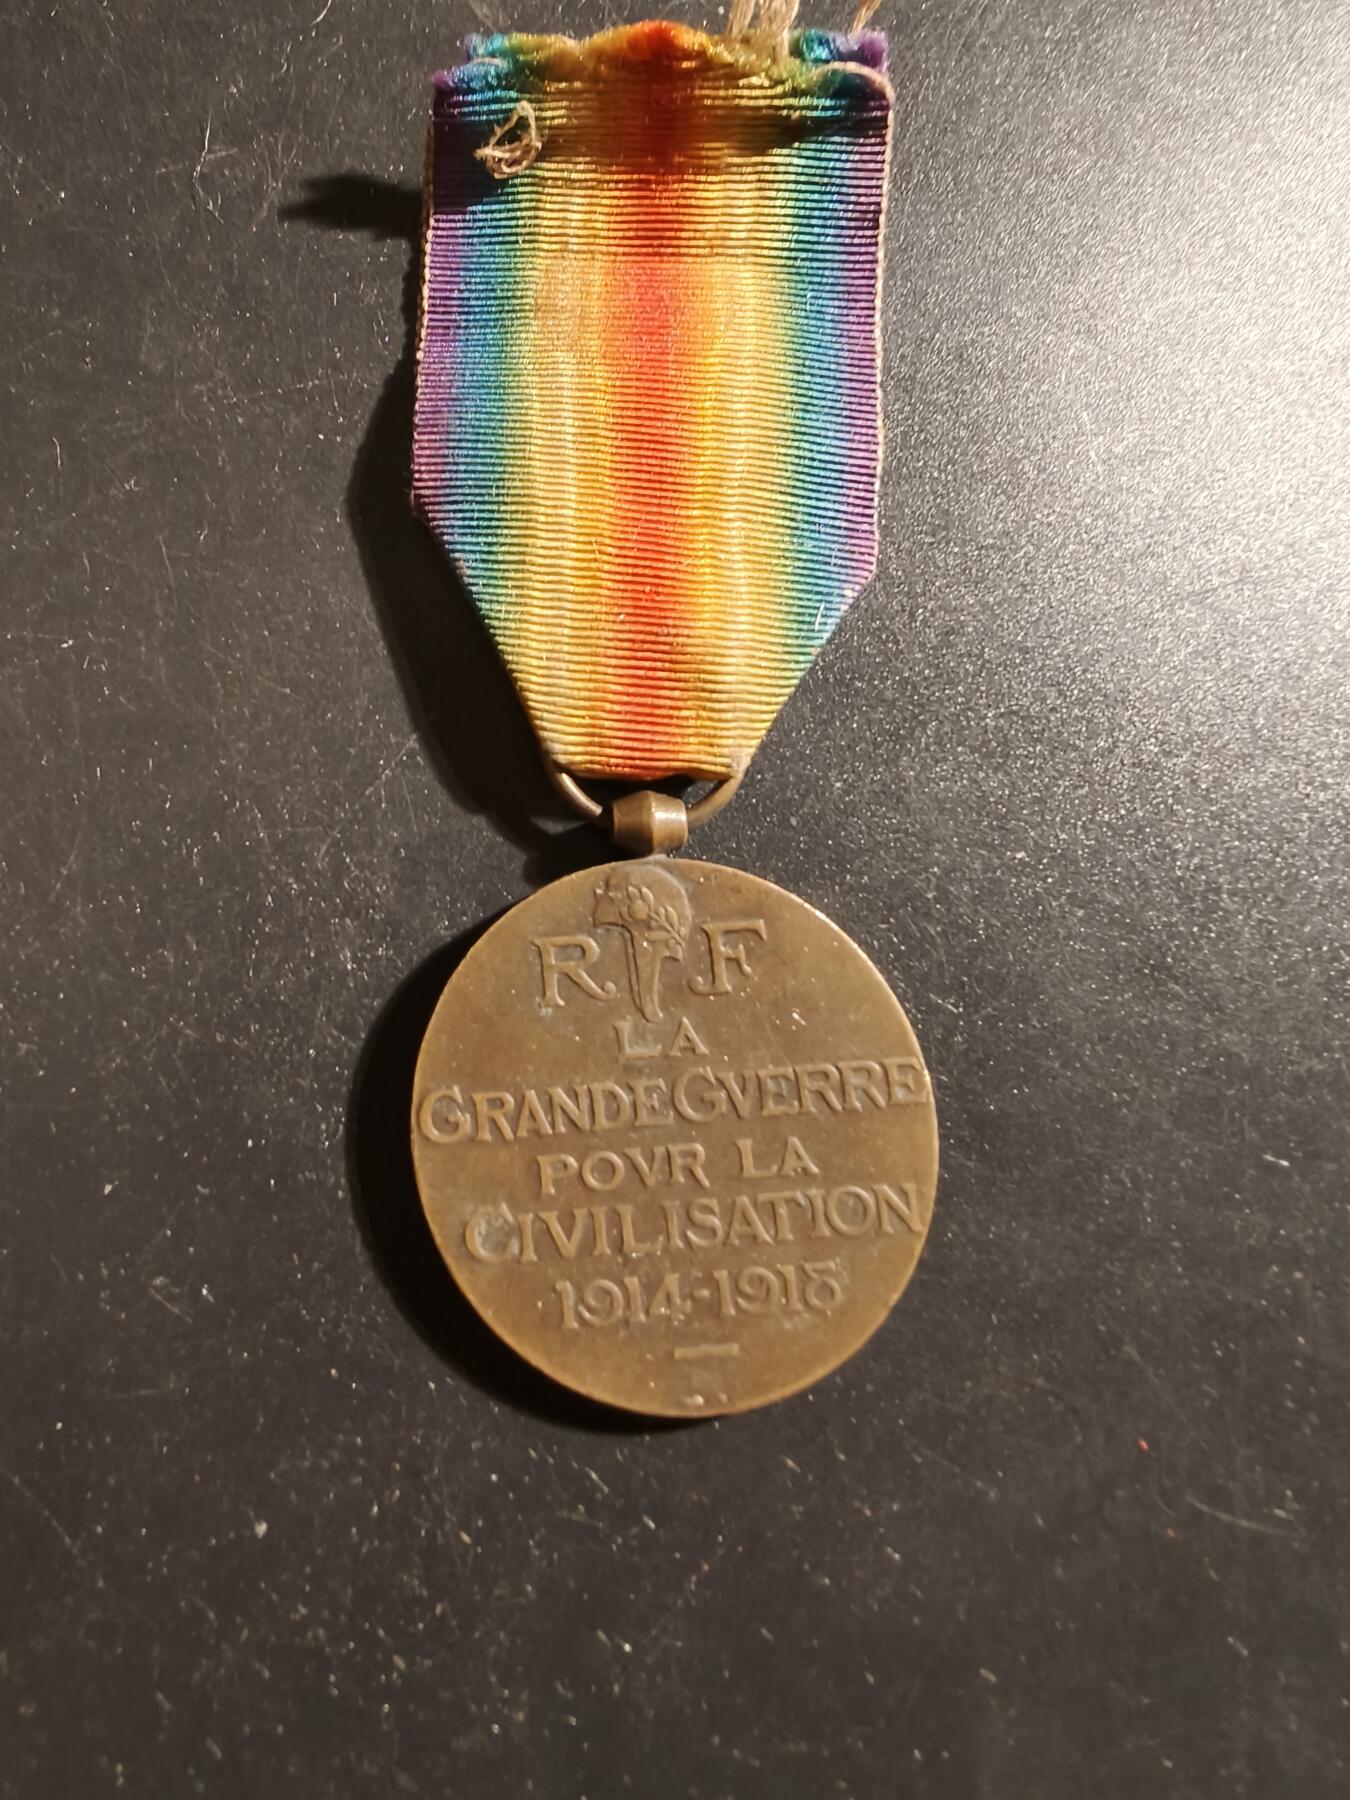 R F
LA
GRANDE GVERRE
POVR LA
CIVILISATION
1914-1918